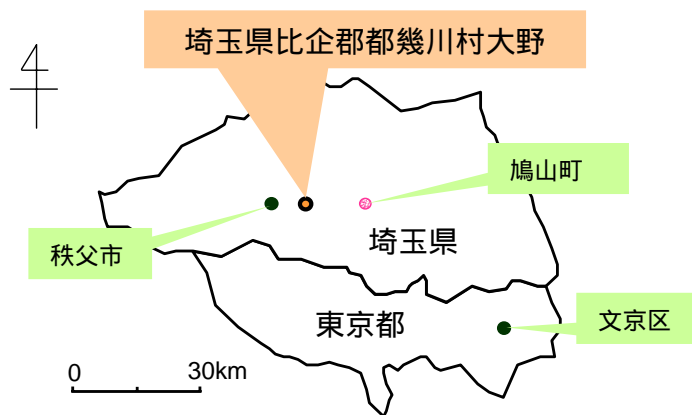 埼玉県比企郡都幾川村大野
鳩山町
埼玉県
秩父市
東京都
文京区
0 30km